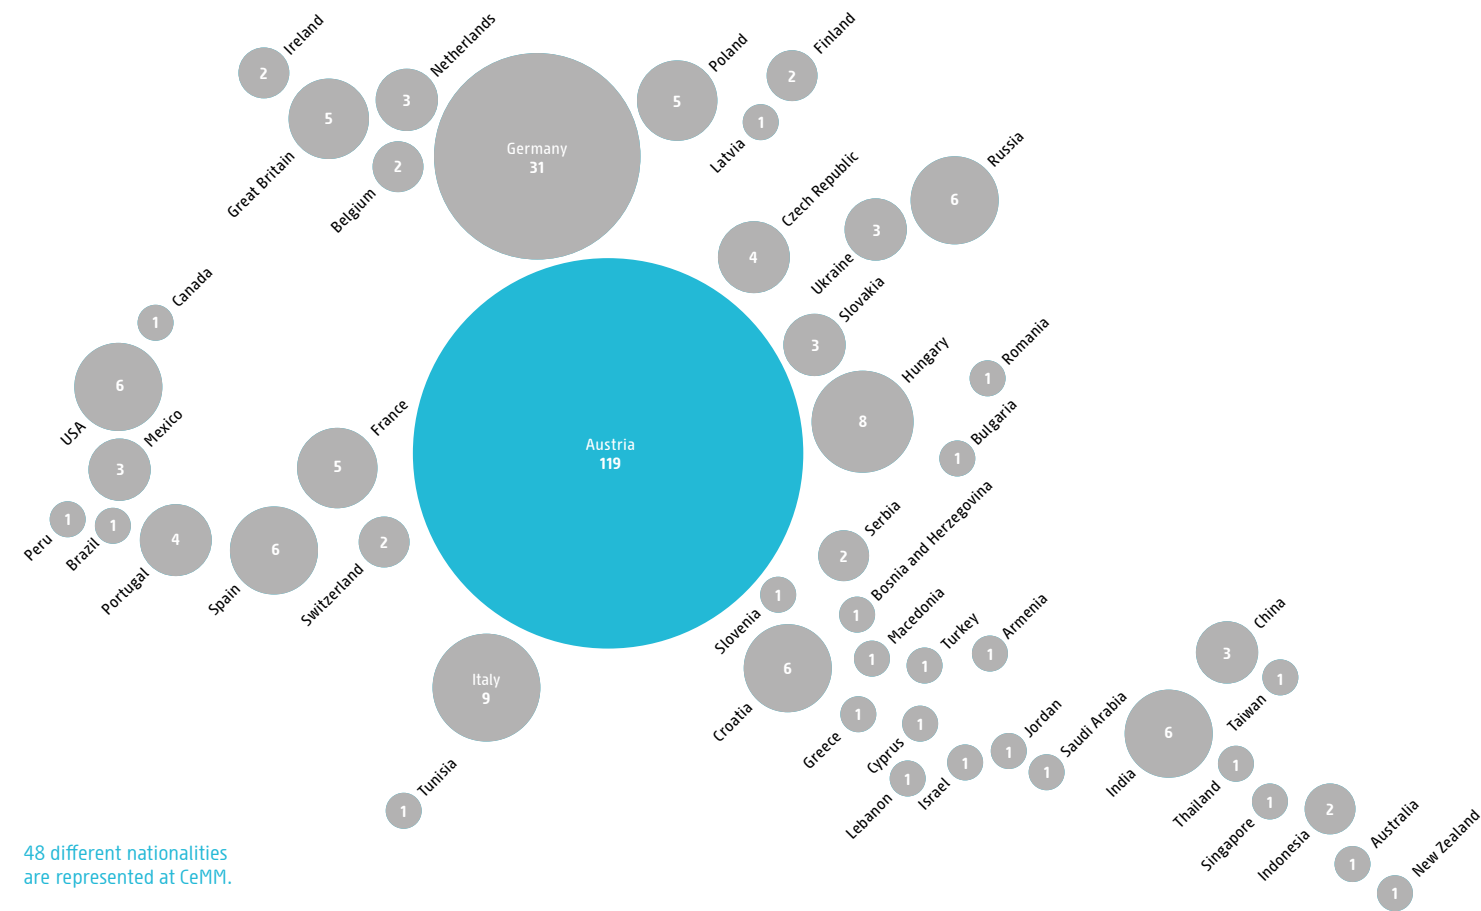 Ireland
2
Netherlands
3
Great Britain
5
Belgium
2
Germany
31
Poland
5
Finland
2
Latvia
1
Czech Republic
4
Russia
6
Ukraine
3
Slovakia
3
Hungary
8
Romania
1
Bulgaria
1
Canada
1
USA
6
Mexico
3
Peru
1
Brazil
1
Portugal
4
Spain
6
France
5
Switzerland
2
Austria
119
Serbia
2
Bosnia and Herzegovina
1
Slovenia
1
Croatia
6
Macedonia
1
Turkey
1
Armenia
1
Greece
1
Cyprus
1
Lebanon
1
Israel
1
Jordan
1
Saudi Arabia
1
Italy
9
Tunisia
1
China
3
Taiwan
1
India
6
Thailand
1
Singapore
1
Indonesia
2
Australia
1
New Zealand
1
48 different nationalities
are represented at CeMM.